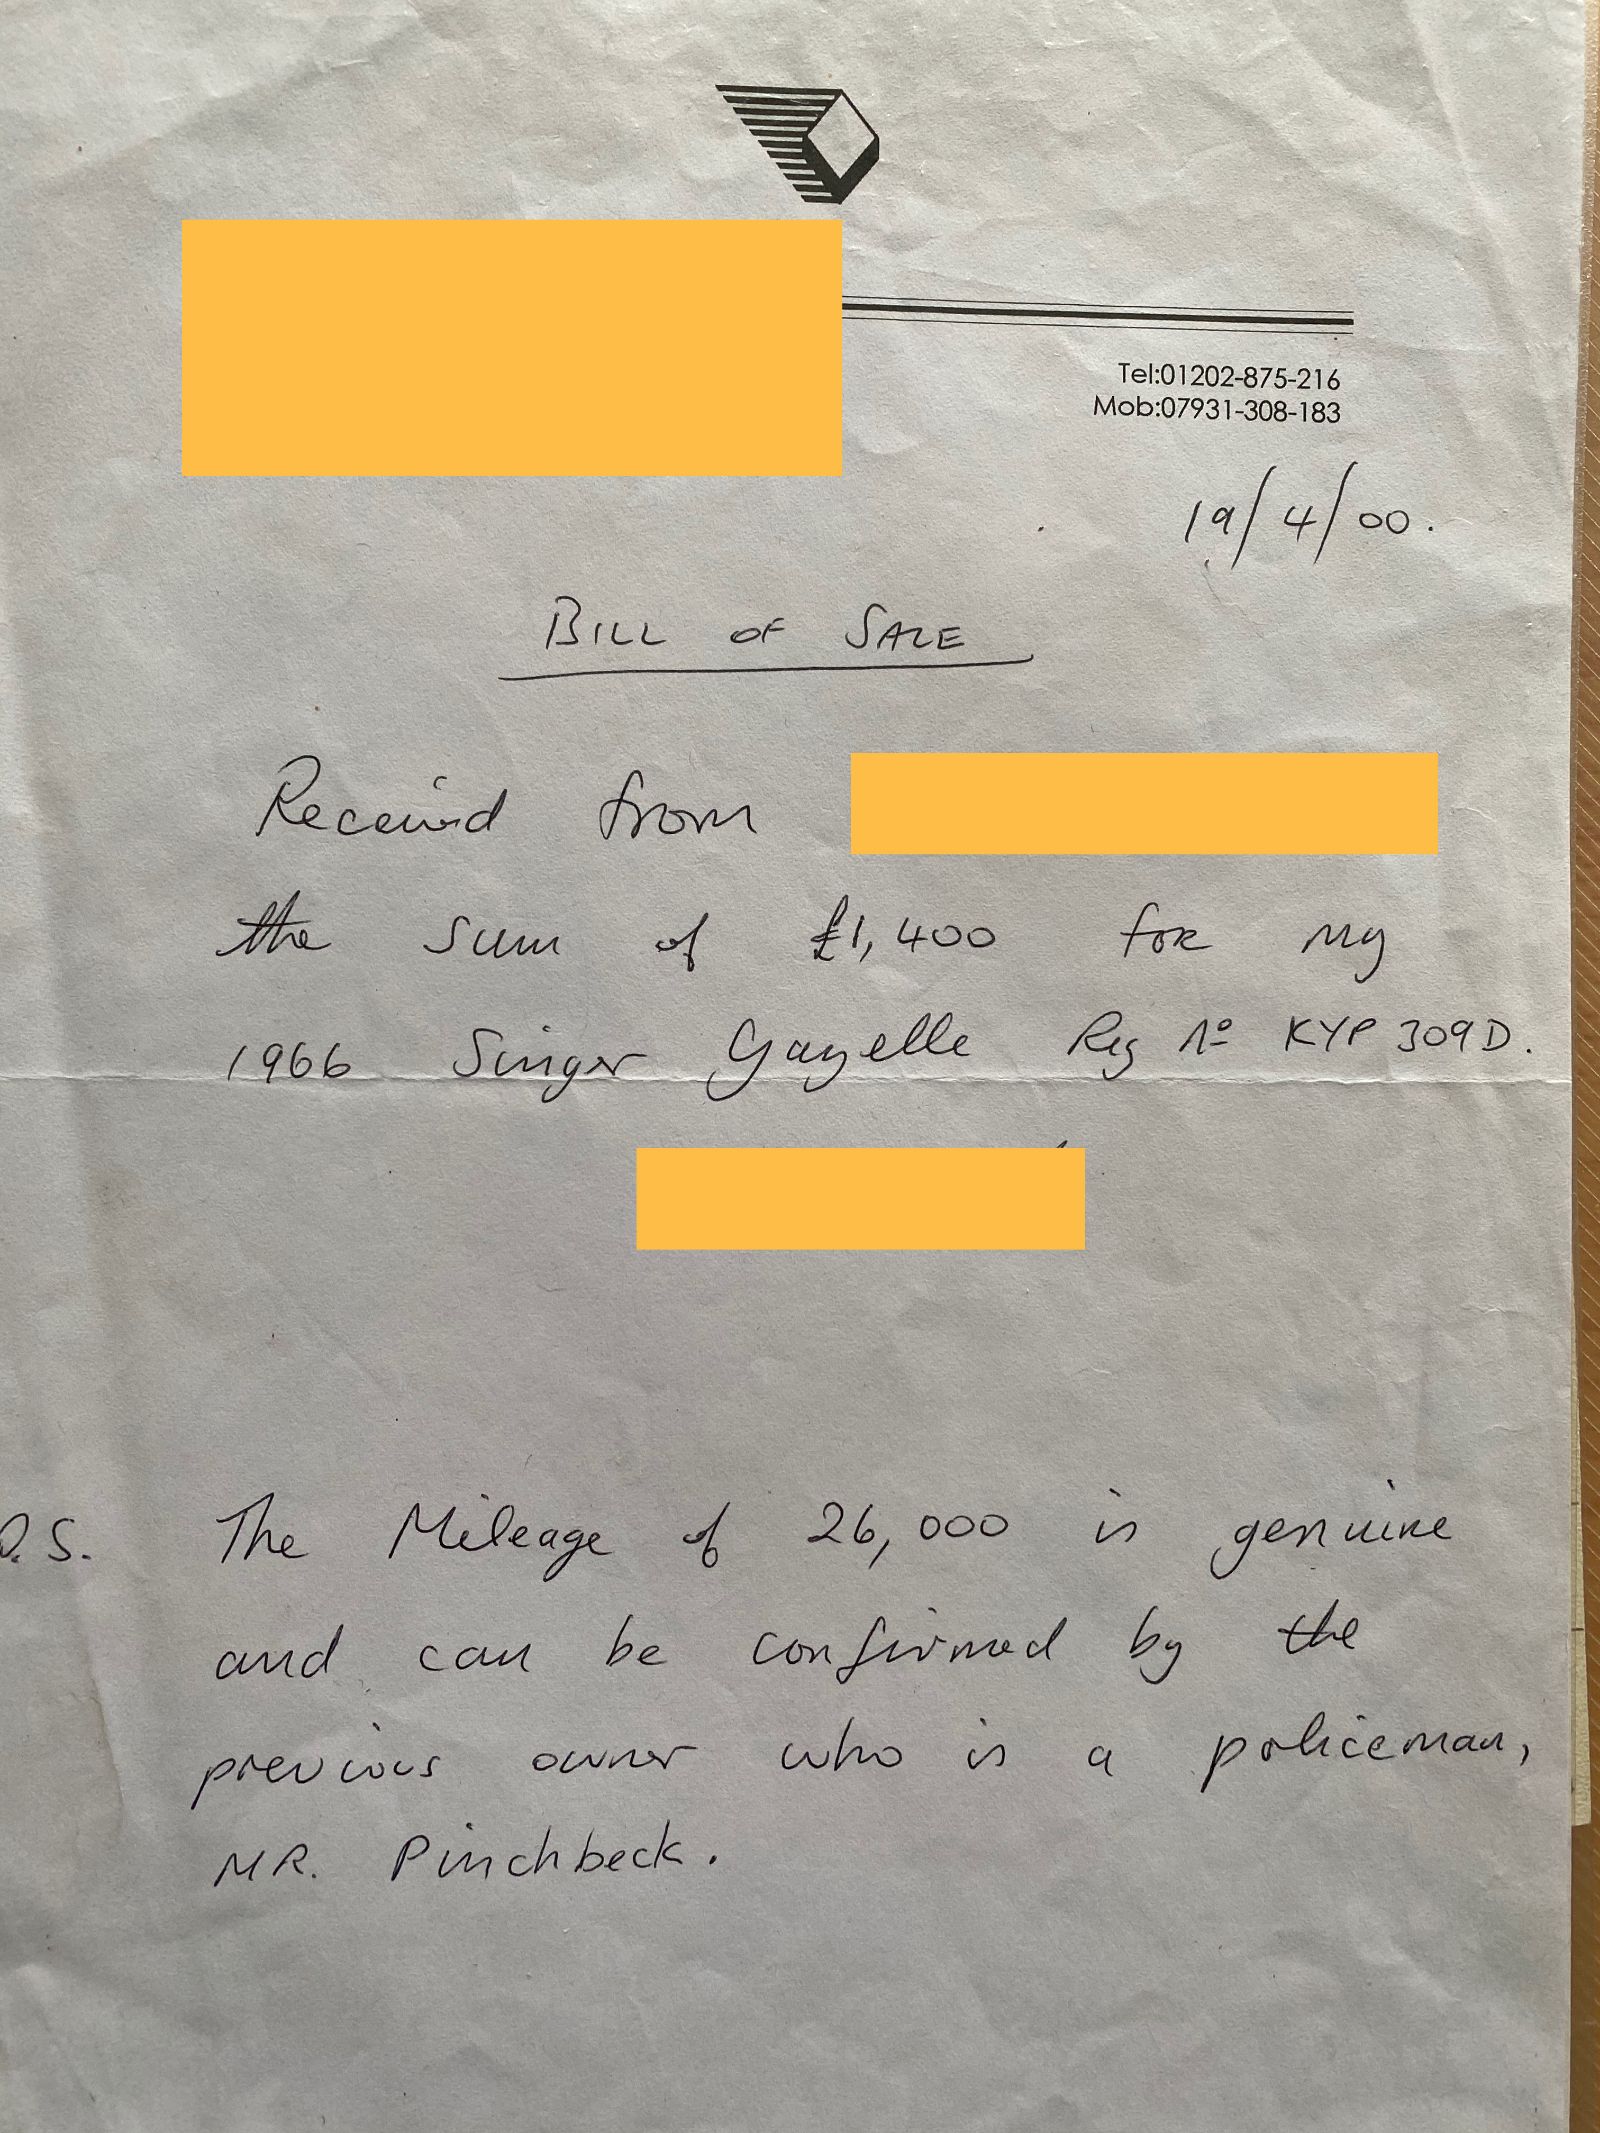 Tel:01202-875-216
Mob:07931-308-183
19/4/00.
BILL OF SALE
Received from
the sum of £1,400 for my
1966 Singer Gazelle Reg No KYP 309D.
P.S. The Mileage of 26,000 is genuine
and can be confirmed by the
previous owner who is a policeman,
MR. Pinchbeck.